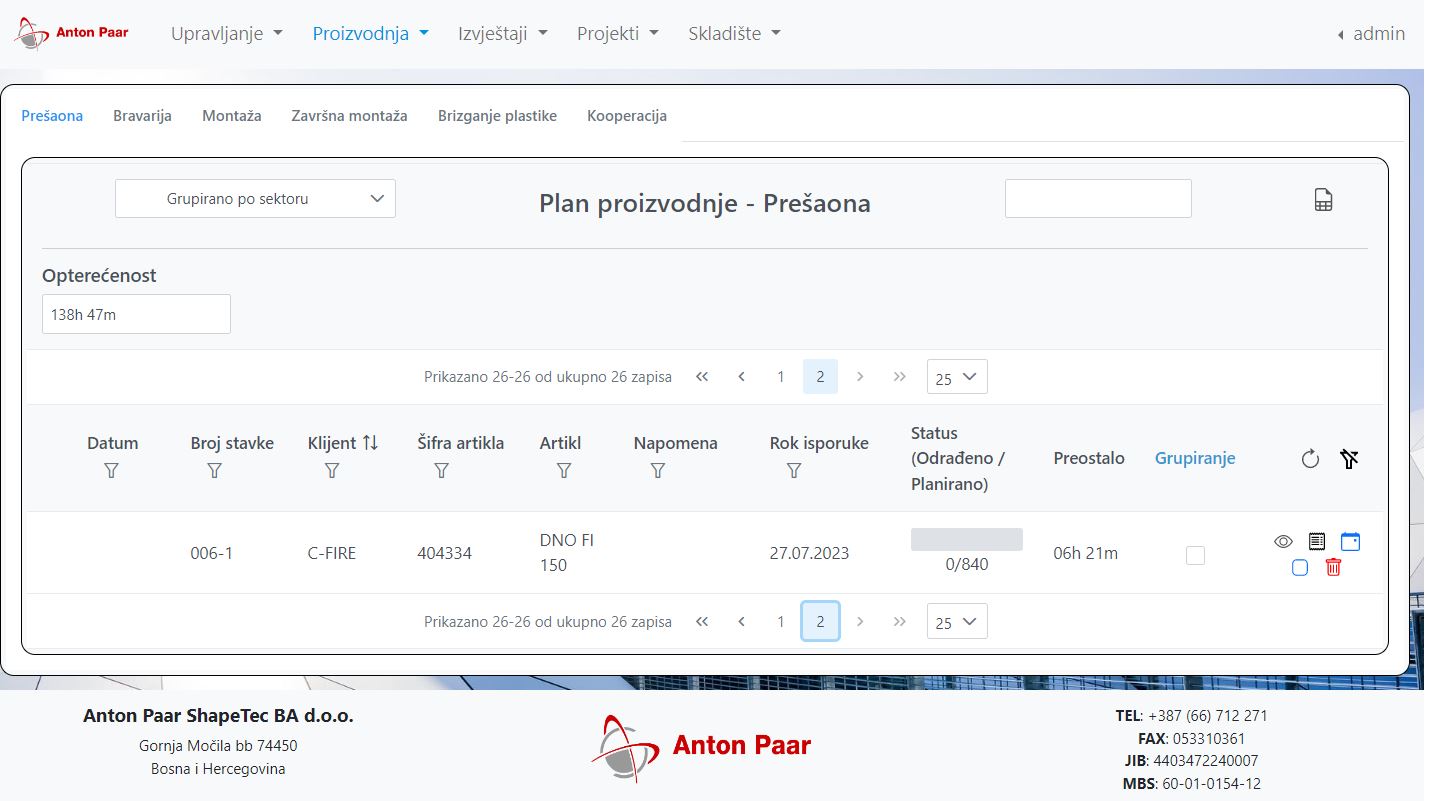 Anton Paar Upravljanje Proizvodnja Izvještaji Projekti Skladište admin
Prešaona Bravarija Montaža Završna montaža Brizganje plastike Kooperacija
Grupirano po sektoru Plan proizvodnje - Prešaona
Opterećenost
138h 47m
Prikazano 26-26 od ukupno 26 zapisa « ‹ 1 2 › » 25
Datum Broj stavke Klijent Šifra artikla Artikl Napomena Rok isporuke Status (Odrađeno / Planirano) Preostalo Grupiranje
006-1 C-FIRE 404334 DNO FI 150 27.07.2023 0/840 06h 21m
Prikazano 26-26 od ukupno 26 zapisa « ‹ 1 2 › » 25
Anton Paar ShapeTec BA d.o.o.
Gornja Močila bb 74450
Bosna i Hercegovina
Anton Paar
TEL: +387 (66) 712 271
FAX: 053310361
JIB: 4403472240007
MBS: 60-01-0154-12